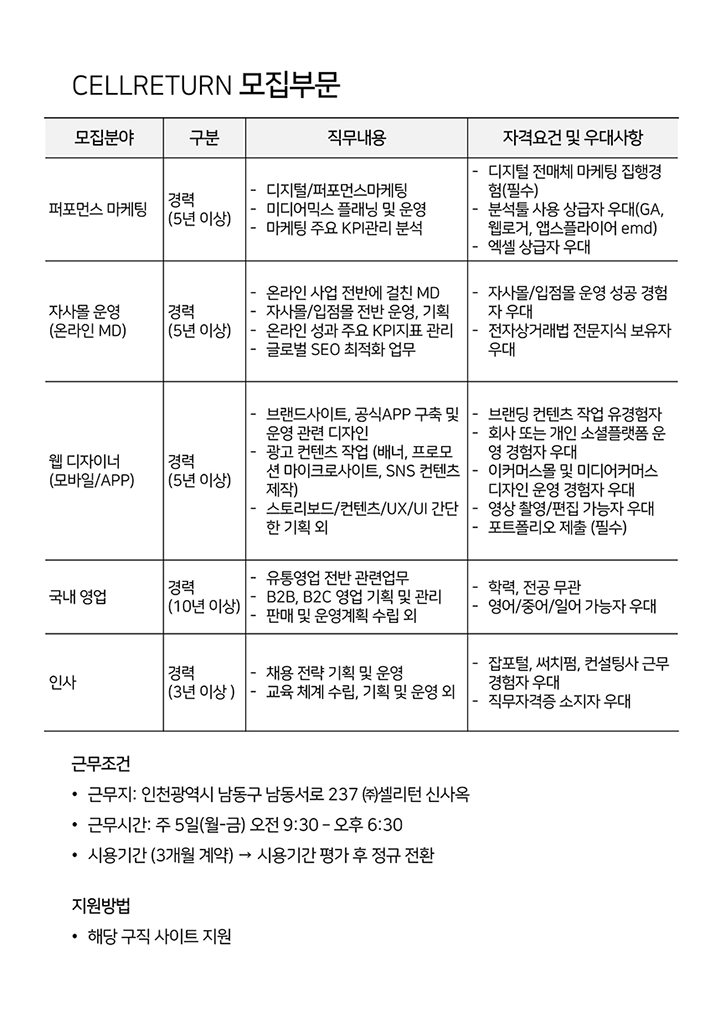 CELLRETURN 모집부문
모집분야 구분 직무내용 자격요건 및 우대사항
퍼포먼스 마케팅
경력
(5년 이상)
- 디지털/퍼포먼스마케팅
- 미디어믹스 플래닝 및 운영
- 마케팅 주요 KPI관리 분석
- 디지털 전매체 마케팅 집행경
험(필수)
- 분석툴 사용 상급자 우대(GA,
웹로거, 앱스플라이어 emd)
- 엑셀 상급자 우대
자사몰 운영
(온라인 MD)
경력
(5년 이상)
- 온라인 사업 전반에 걸친 MD
- 자사몰/입점몰 전반 운영, 기획
- 온라인 성과 주요 KPI지표 관리
- 글로벌 SEO 최적화 업무
- 자사몰/입점몰 운영 성공 경험
자 우대
- 전자상거래법 전문지식 보유자
우대
웹 디자이너
(모바일/APP)
경력
(5년 이상)
- 브랜드사이트, 공식APP 구축 및
운영 관련 디자인
- 광고 컨텐츠 작업 (배너, 프로모
션 마이크로사이트, SNS 컨텐츠
제작)
- 스토리보드/컨텐츠/UX/UI 간단
한 기획 외
- 브랜딩 컨텐츠 작업 유경험자
- 회사 또는 개인 소셜플랫폼 운
영 경험자 우대
- 이커머스몰 및 미디어커머스
디자인 운영 경험자 우대
- 영상 촬영/편집 가능자 우대
- 포트폴리오 제출 (필수)
국내 영업
경력
(10년 이상)
- 유통영업 전반 관련업무
- B2B, B2C 영업 기획 및 관리
- 판매 및 운영계획 수립 외
- 학력, 전공 무관
- 영어/중어/일어 가능자 우대
인사
경력
(3년 이상 )
- 채용 전략 기획 및 운영
- 교육 체계 수립, 기획 및 운영 외
- 잡포털, 써치펌, 컨설팅사 근무
경험자 우대
- 직무자격증 소지자 우대
근무조건
• 근무지: 인천광역시 남동구 남동서로 237 ㈜셀리턴 신사옥
• 근무시간: 주 5일(월-금) 오전 9:30 – 오후 6:30
• 시용기간 (3개월 계약) → 시용기간 평가 후 정규 전환
지원방법
• 해당 구직 사이트 지원